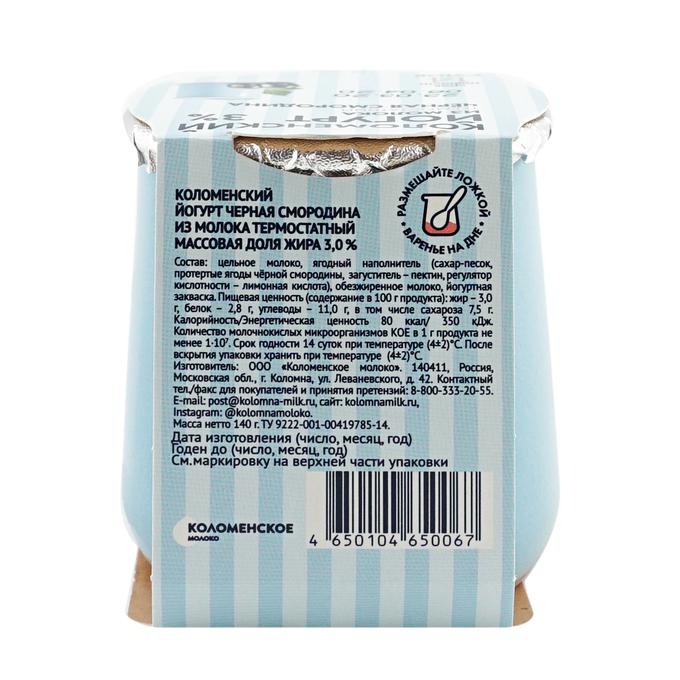 КОЛОМЕНСКИЙ
ЙОГУРТ 3%
ИЗ МОЛОКА
ЧЕРНАЯ СМОРОДИНА
КОЛОМЕНСКИЙ
ЙОГУРТ ЧЕРНАЯ СМОРОДИНА
ИЗ МОЛОКА ТЕРМОСТАТНЫЙ
МАССОВАЯ ДОЛЯ ЖИРА 3,0 %
РАЗМЕШАЙТЕ ЛОЖКОЙ
• ВАРЕНЬЕ НА ДНЕ •
Состав: цельное молоко, ягодный наполнитель (сахар-песок,
протертые ягоды чёрной смородины, загуститель – пектин, регулятор
кислотности – лимонная кислота), обезжиренное молоко, йогуртная
закваска. Пищевая ценность (содержание в 100 г продукта): жир – 3,0
г, белок – 2,8 г, углеводы – 11,0 г, в том числе сахароза 7,5 г.
Калорийность/Энергетическая ценность 80 ккал/ 350 кДж.
Количество молочнокислых микроорганизмов КОЕ в 1 г продукта не
менее 1·10⁷. Срок годности 14 суток при температуре (4±2)°С. После
вскрытия упаковки хранить при температуре (4±2)°С.
Изготовитель: ООО «Коломенское молоко». 140411, Россия,
Московская обл., г. Коломна, ул. Леваневского, д. 42. Контактный
тел./факс для покупателей и принятия претензий: 8-800-333-20-55.
E-mail: post@kolomna-milk.ru, сайт: kolomnamilk.ru,
Instagram: @kolomnamoloko.
Масса нетто 140 г. ТУ 9222-001-00419785-14.
Дата изготовления (число, месяц, год)
Годен до (число, месяц, год)
См.маркировку на верхней части упаковки
КОЛОМЕНСКОЕ
МОЛОКО
4 650104 650067